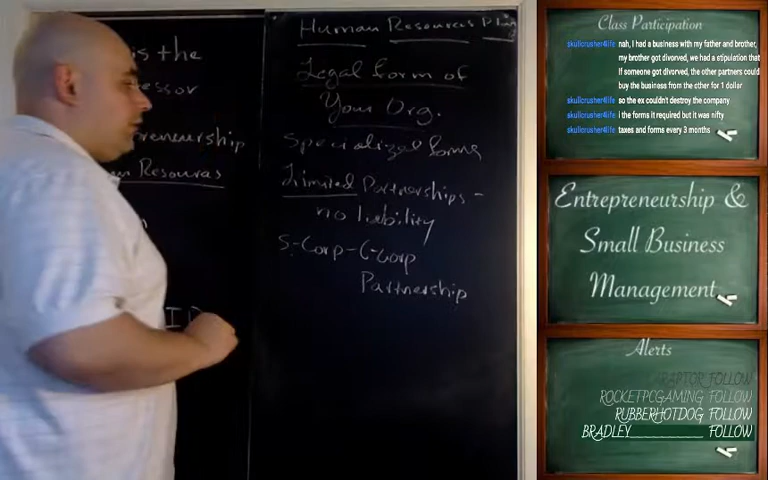 is the
essor
preneurship
an Resources
I
Human Resources Plng
Legal form of
Your Org.
Specialized forms
Limited Partnerships -
no liability
S-Corp-C-Corp
Partnership
Class Participation
skullcrusher4life nah, I had a business with my father and brother,
my brother got divorced, we had a stipulation that
if someone got divorced, the other partners could
buy the business from the other for 1 dollar
skullcrusher4life so the ex couldn't destroy the company
skullcrusher4life i the forms it required but it was nifty
skullcrusher4life taxes and forms every 3 months
Entrepreneurship &
Small Business
Management
Alerts
RAPTOR FOLLOW
ROCKETPCGAMING FOLLOW
RUBBERHOTDOG FOLLOW
BRADLEY__________ FOLLOW